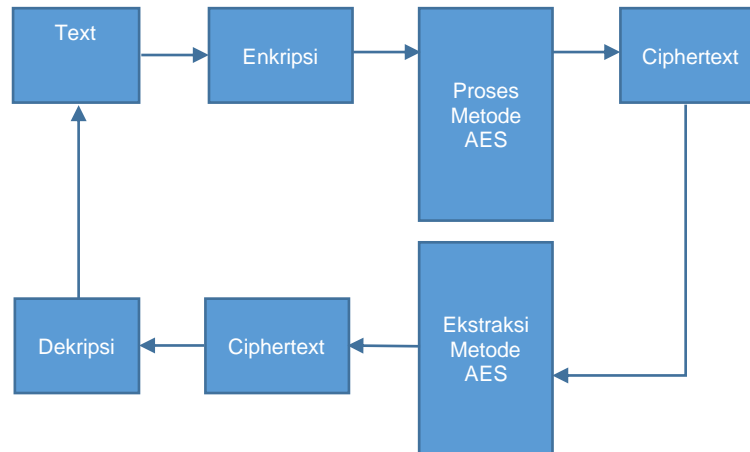 Text
Enkripsi
Proses
Metode
AES
Ciphertext
Dekripsi
Ciphertext
Ekstraksi
Metode
AES